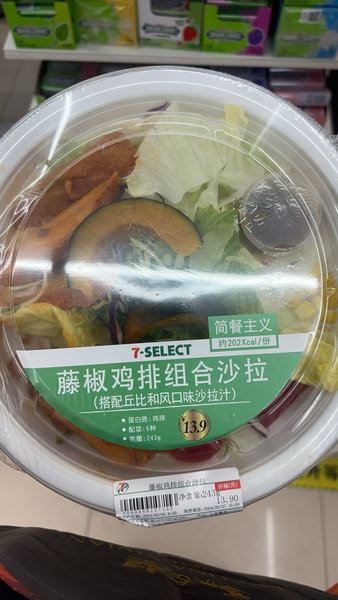 简餐主义
约202Kcal/份
7-SELECT
藤椒鸡排组合沙拉
(搭配丘比和风口味沙拉汁)
蛋白质:鸡排
配菜:6种
克重:243g
¥13.9
藤椒鸡排组合沙拉
净含量:243g
价格(元)
13.90